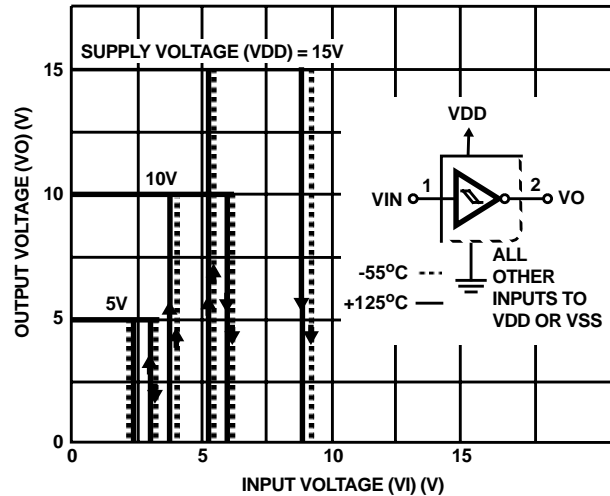 SUPPLY VOLTAGE (VDD) = 15V
15
10
5
0
OUTPUT VOLTAGE (VO) (V)
10V
5V
VDD
VIN
1
2
VO
-55°C
+125°C
ALL
OTHER
INPUTS TO
VDD OR VSS
0
5
10
15
INPUT VOLTAGE (VI) (V)